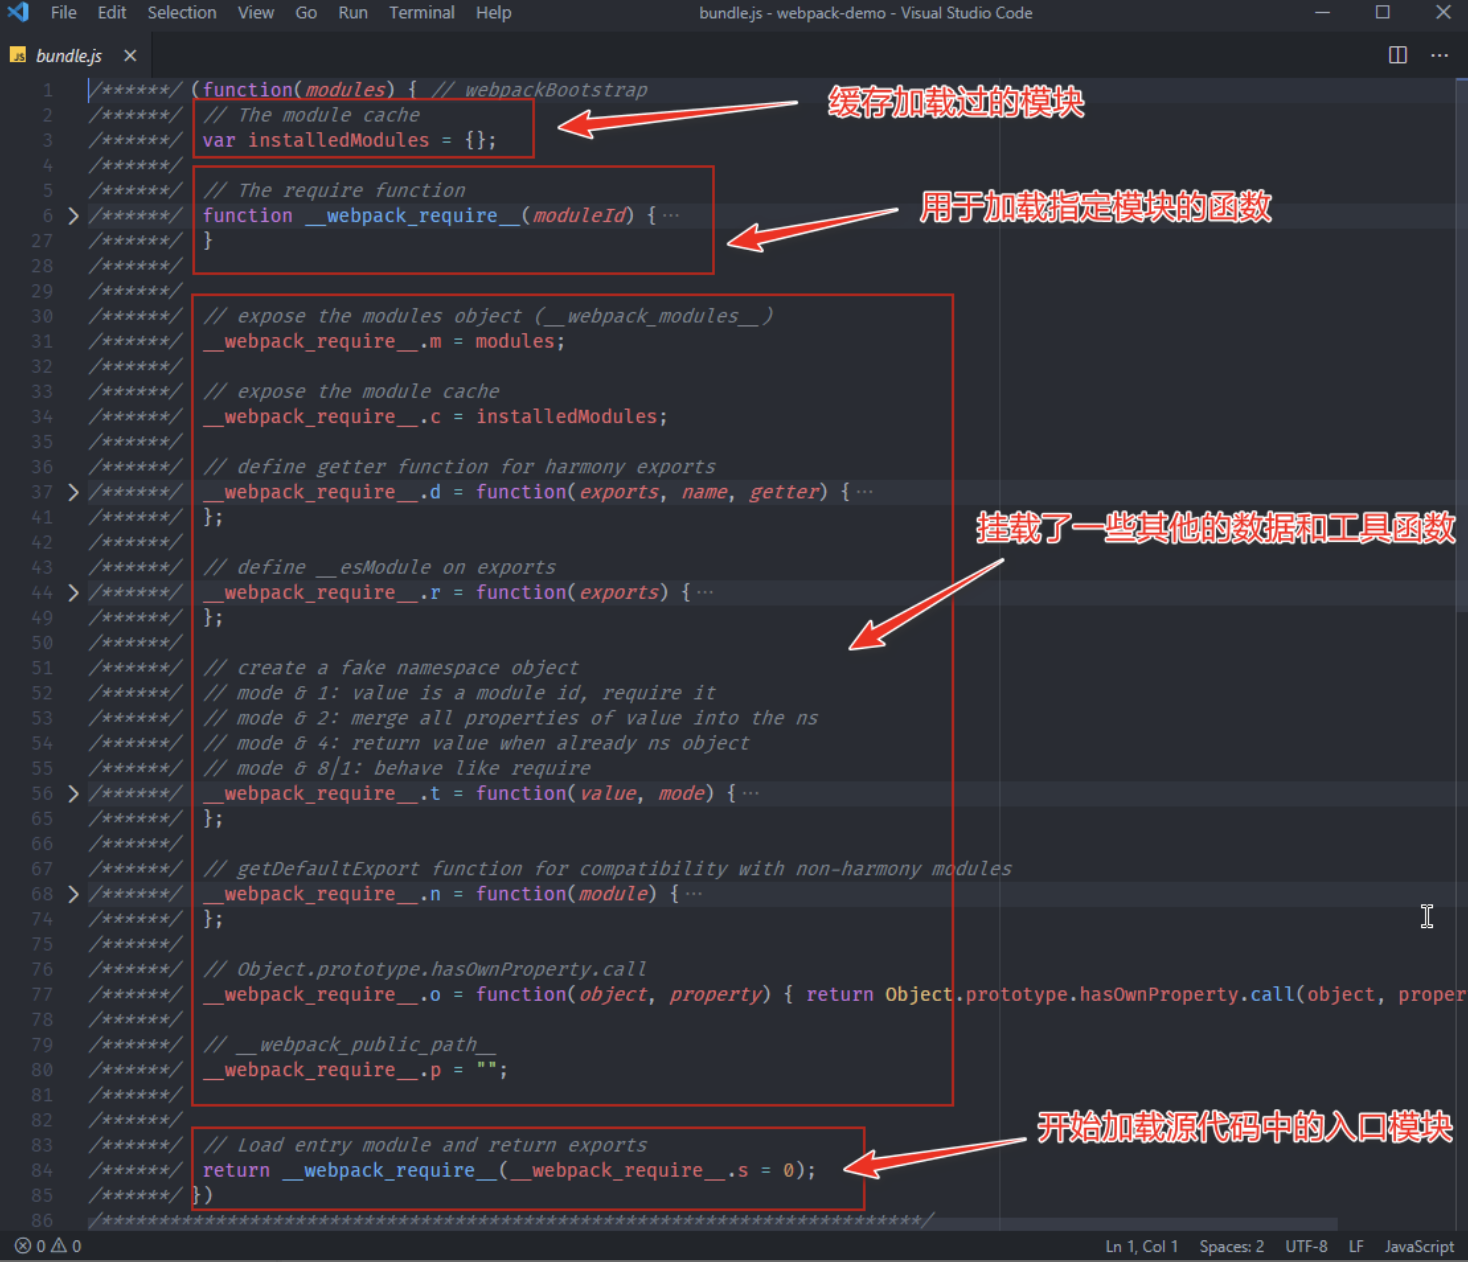 File Edit Selection View Go Run Terminal Help bundle.js - webpack-demo - Visual Studio Code
JS bundle.js
1 /******/ (function(modules) { // webpackBootstrap
缓存加载过的模块
2 /******/ // The module cache
3 /******/ var installedModules = {};
4 /******/
5 /******/ // The require function
用于加载指定模块的函数
6 /******/ function __webpack_require__(moduleId) {···
27 /******/ }
28 /******/
29 /******/
30 /******/ // expose the modules object (__webpack_modules__)
31 /******/ __webpack_require__.m = modules;
32 /******/
33 /******/ // expose the module cache
34 /******/ __webpack_require__.c = installedModules;
35 /******/
36 /******/ // define getter function for harmony exports
37 /******/ __webpack_require__.d = function(exports, name, getter) {···
41 /******/ };
挂载了一些其他的数据和工具函数
42 /******/
43 /******/ // define __esModule on exports
44 /******/ __webpack_require__.r = function(exports) {···
49 /******/ };
50 /******/
51 /******/ // create a fake namespace object
52 /******/ // mode & 1: value is a module id, require it
53 /******/ // mode & 2: merge all properties of value into the ns
54 /******/ // mode & 4: return value when already ns object
55 /******/ // mode & 8|1: behave like require
56 /******/ __webpack_require__.t = function(value, mode) {···
65 /******/ };
66 /******/
67 /******/ // getDefaultExport function for compatibility with non-harmony modules
68 /******/ __webpack_require__.n = function(module) {···
74 /******/ };
75 /******/
76 /******/ // Object.prototype.hasOwnProperty.call
77 /******/ __webpack_require__.o = function(object, property) { return Object.prototype.hasOwnProperty.call(object, proper
78 /******/
79 /******/ // __webpack_public_path__
80 /******/ __webpack_require__.p = "";
81 /******/
82 /******/
开始加载源代码中的入口模块
83 /******/ // Load entry module and return exports
84 /******/ return __webpack_require__(__webpack_require__.s = 0);
85 /******/ })
86 /************************************************************************/
0 0 Ln 1, Col 1 Spaces: 2 UTF-8 LF JavaScript